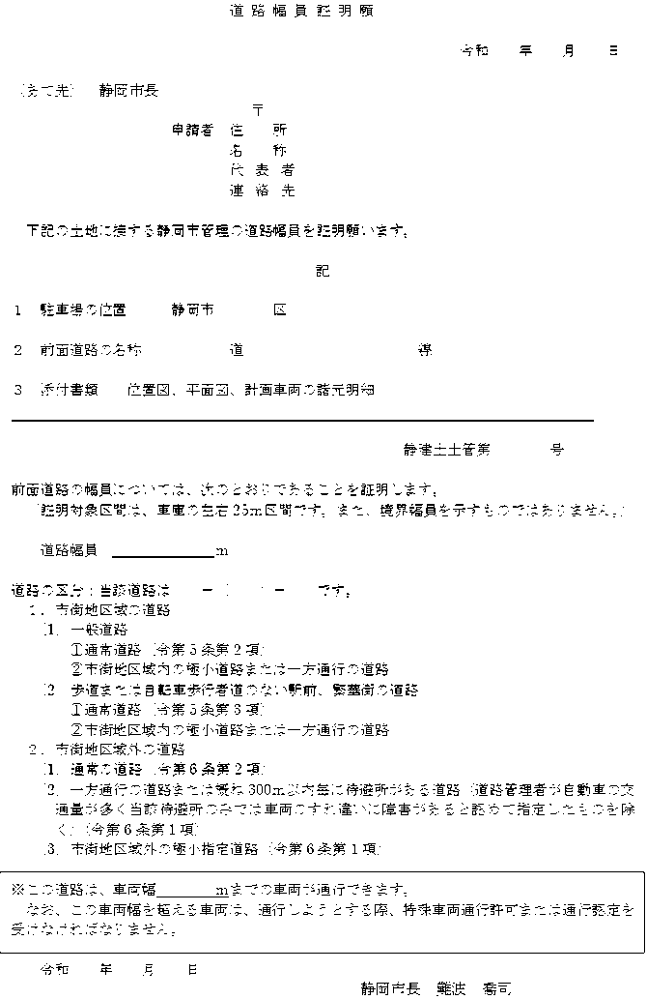 道路幅員証明願
令和　　年　　月　　日
（あて先）　静岡市長
〒
申請者　住　　所
名　　称
代　表　者
連　絡　先
下記の土地に接する静岡市管理の道路幅員を証明願います。
記
１　駐車場の位置　　　静岡市　　　　区
２　前面道路の名称　　　　　　道　　　　　　　　　　　　線
３　添付書類　　位置図、平面図、計画車両の諸元明細
静建土土管第　　　　号
前面道路の幅員については、次のとおりであることを証明します。
（証明対象区間は、車庫の左右25m区間です。また、境界幅員を示すものではありません。）
道路幅員　＿＿＿＿＿＿＿m
道路の区分：当該道路は　　－（　　）－　　です。
１．市街地区域の道路
(1) 一般道路
①通常道路（令第５条第２項）
②市街地区域内の極小道路または一方通行の道路
(2) 歩道または自転車歩行者道のない駅前、繁華街の道路
①通常道路（令第５条第３項）
②市街地区域内の極小道路または一方通行の道路
２．市街地区域外の道路
(1) 通常の道路（令第６条第２項）
(2) 一方通行の道路または概ね300m以内毎に待避所がある道路（道路管理者が自動車の交
通量が多く当該待避所のみでは車両のすれ違いに障害があると認めて指定したものを除
く）（令第６条第１項）
(3) 市街地区域外の極小指定道路（令第６条第１項）
※この道路は、車両幅＿＿＿＿mまでの車両が通行できます。
なお、この車両幅を超える車両は、通行しようとする際、特殊車両通行許可または通行認定を
受けなければなりません。
令和　　年　　月　　日
静岡市長　難波　喬司